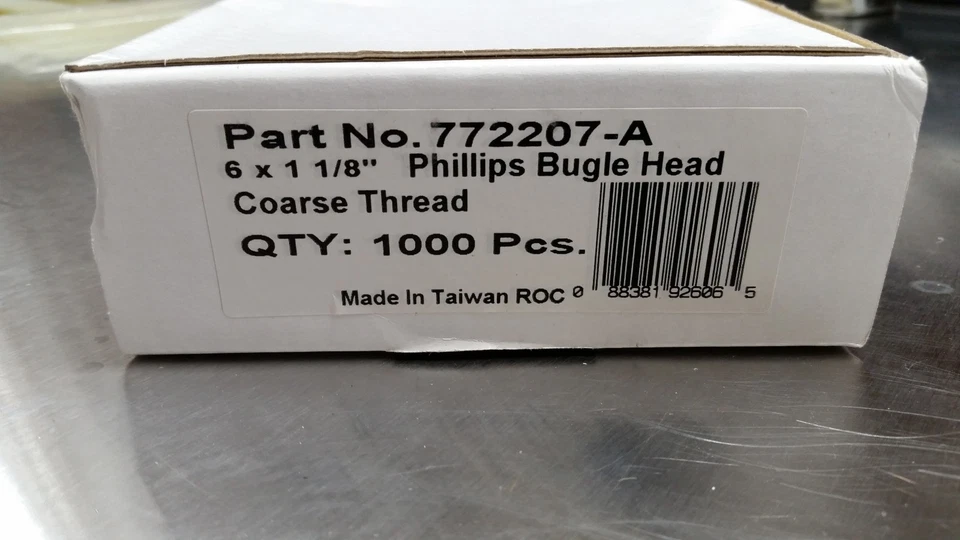 Part No. 772207-A
6 x 1 1/8" Phillips Bugle Head
Coarse Thread
QTY: 1000 Pcs.
Made In Taiwan ROC
0 88381 92606 5